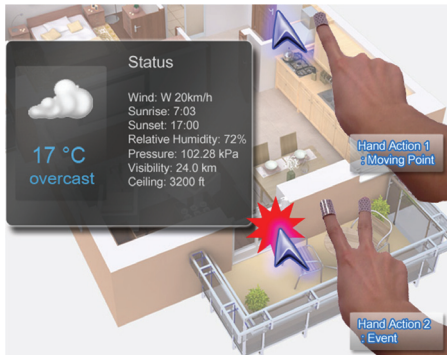 Status
Wind: W 20km/h
Sunrise: 7:03
Sunset: 17:00
Relative Humidity: 72%
Pressure: 102.28 kPa
Visibility: 24.0 km
Ceiling: 3200 ft
17 °C
overcast
Hand Action 1
: Moving Point
Hand Action 2
: Event